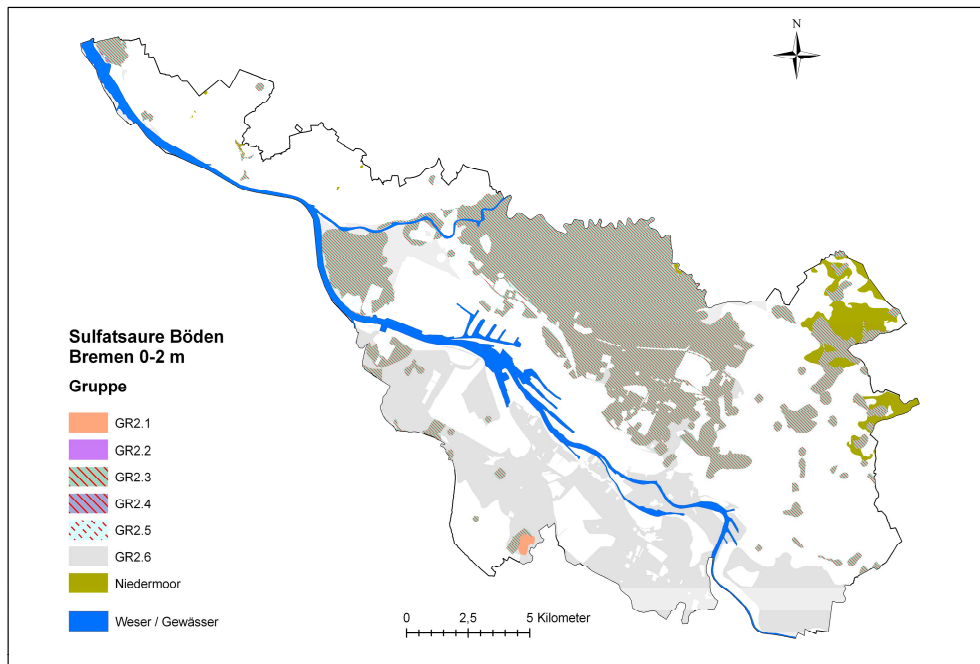 N
Sulfatsaure Böden
Bremen 0-2 m
Gruppe
GR2.1
GR2.2
GR2.3
GR2.4
GR2.5
GR2.6
Niedermoor
Weser / Gewässer
0 2,5 5 Kilometer